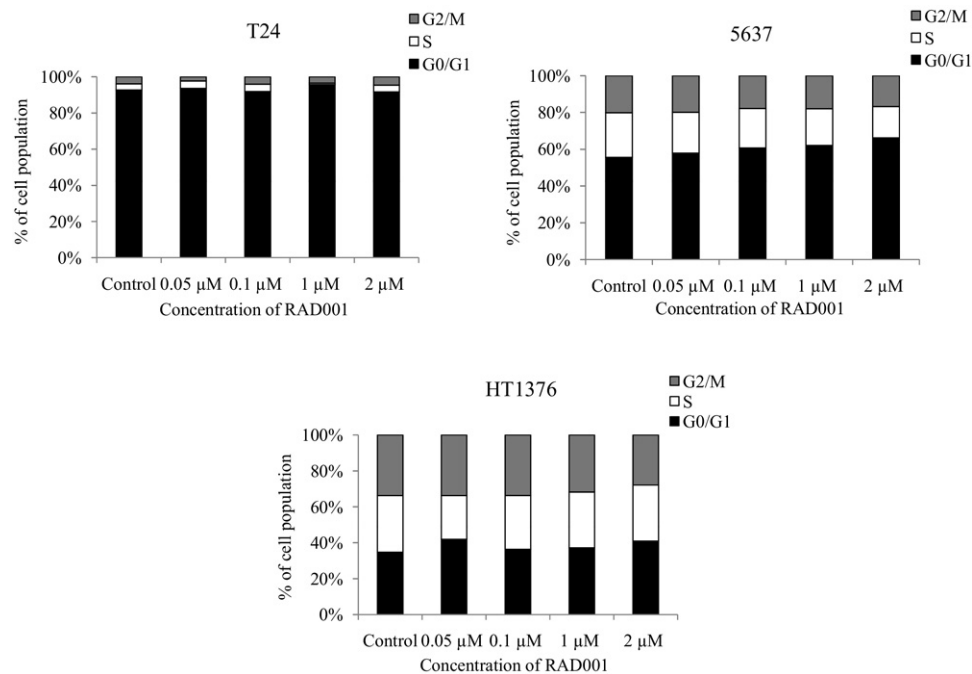 T24
G2/M
S
G0/G1
% of cell population
100%
80%
60%
40%
20%
0%
Control 0.05 µM 0.1 µM 1 µM 2 µM
Concentration of RAD001
5637
G2/M
S
G0/G1
% of cell population
100%
80%
60%
40%
20%
0%
Control 0.05 µM 0.1 µM 1 µM 2 µM
Concentration of RAD001
HT1376
G2/M
S
G0/G1
% of cell population
100%
80%
60%
40%
20%
0%
Control 0.05 µM 0.1 µM 1 µM 2 µM
Concentration of RAD001